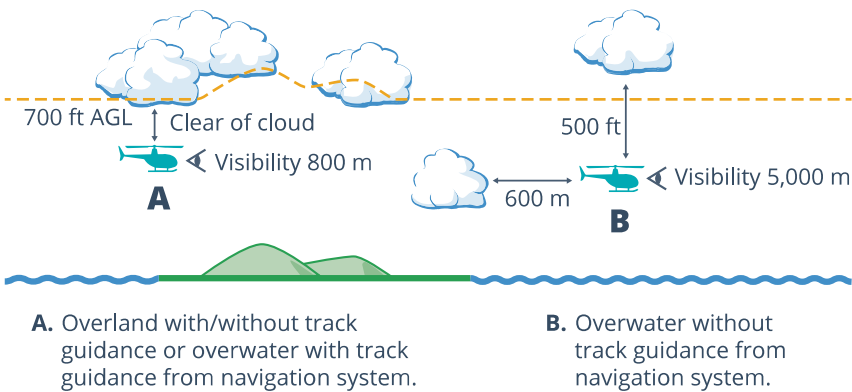 700 ft AGL
Clear of cloud
Visibility 800 m
A
500 ft
600 m
Visibility 5,000 m
B
A. Overland with/without track
guidance or overwater with track
guidance from navigation system.
B. Overwater without
track guidance from
navigation system.